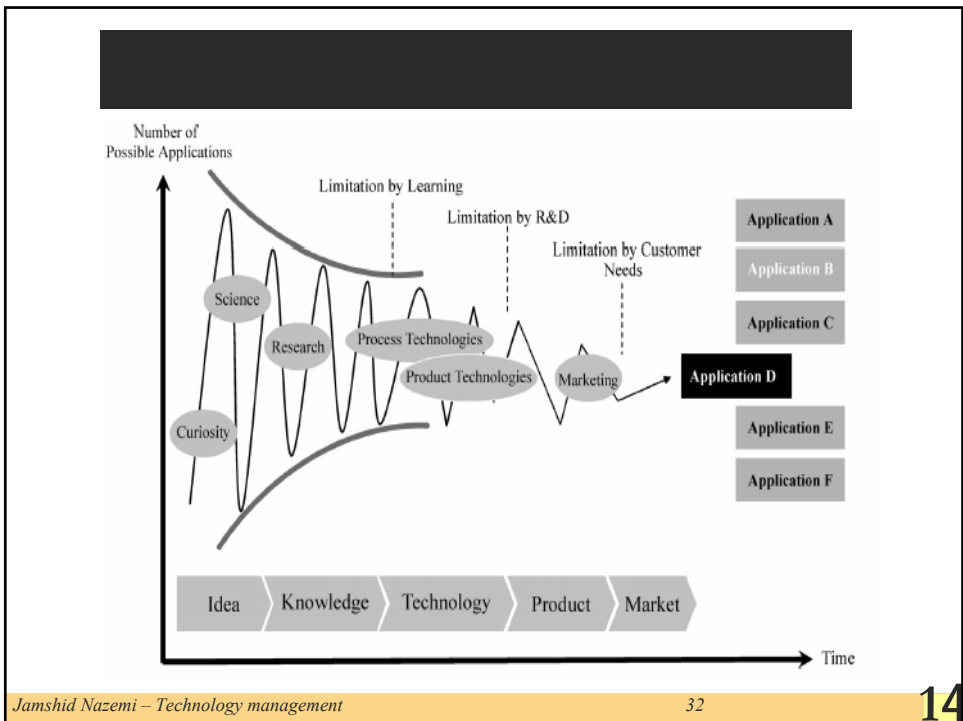 Number of
Possible Applications
Limitation by Learning
Limitation by R&D
Limitation by Customer
Needs
Application A
Application B
Application C
Application D
Application E
Application F
Science
Research
Process Technologies
Product Technologies
Marketing
Curiosity
Idea
Knowledge
Technology
Product
Market
Time
Jamshid Nazemi – Technology management
32
14